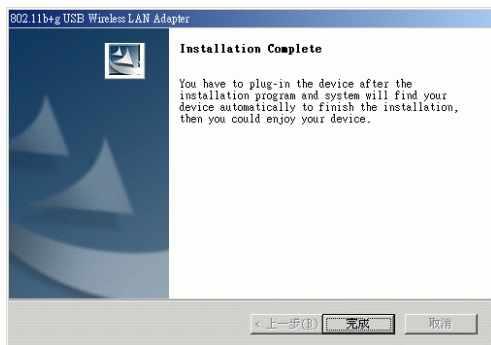 802.11b+g USB Wireless LAN Adapter
Installation Complete
You have to plug-in the device after the
installation program and system will find your
device automatically to finish the installation,
then you could enjoy your device.
< 上一步(B)
完成
取消